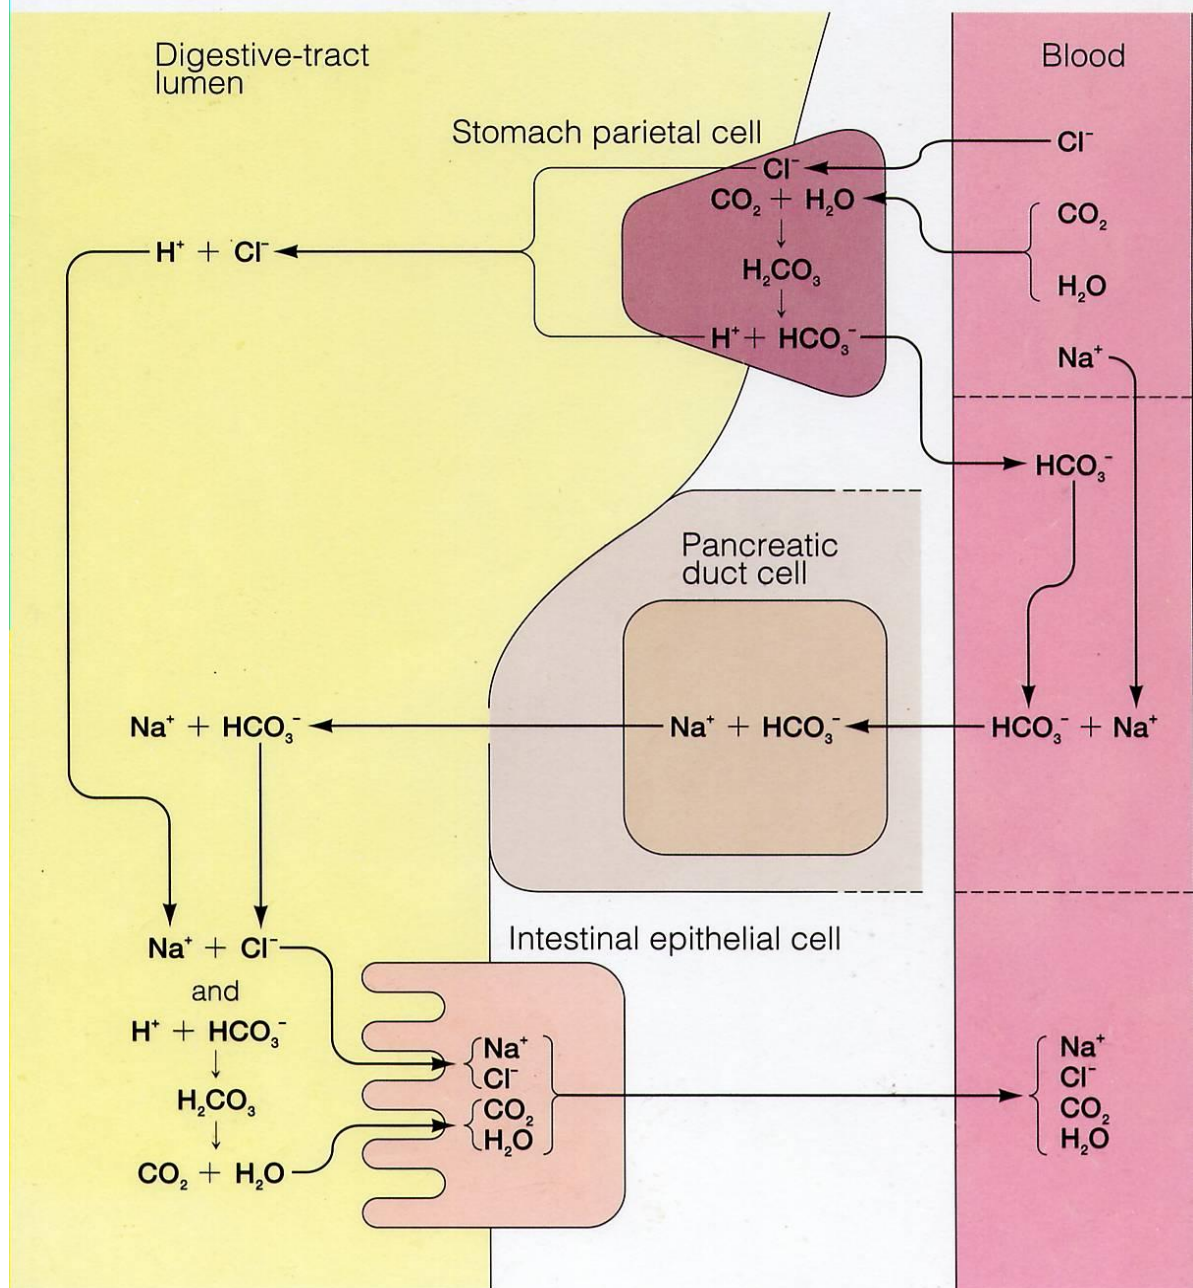 Digestive-tract
lumen
Blood
Stomach parietal cell
Cl⁻
Cl⁻
CO₂ + H₂O
CO₂
H⁺ + Cl⁻
H₂CO₃
H₂O
H⁺ + HCO₃⁻
Na⁺
HCO₃⁻
Pancreatic
duct cell
Na⁺ + HCO₃⁻
Na⁺ + HCO₃⁻
HCO₃⁻ + Na⁺
Intestinal epithelial cell
Na⁺ + Cl⁻
and
H⁺ + HCO₃⁻
H₂CO₃
CO₂ + H₂O
Na⁺
Cl⁻
CO₂
H₂O
Na⁺
Cl⁻
CO₂
H₂O